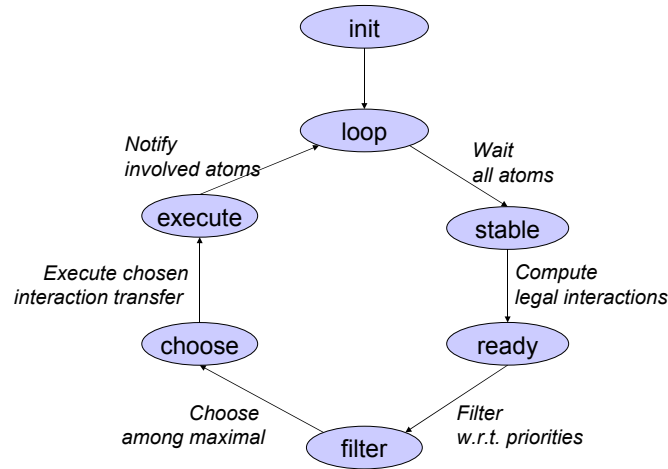 init
loop
Notify
involved atoms
Wait
all atoms
execute
stable
Execute chosen
interaction transfer
Compute
legal interactions
choose
ready
Choose
among maximal
Filter
w.r.t. priorities
filter